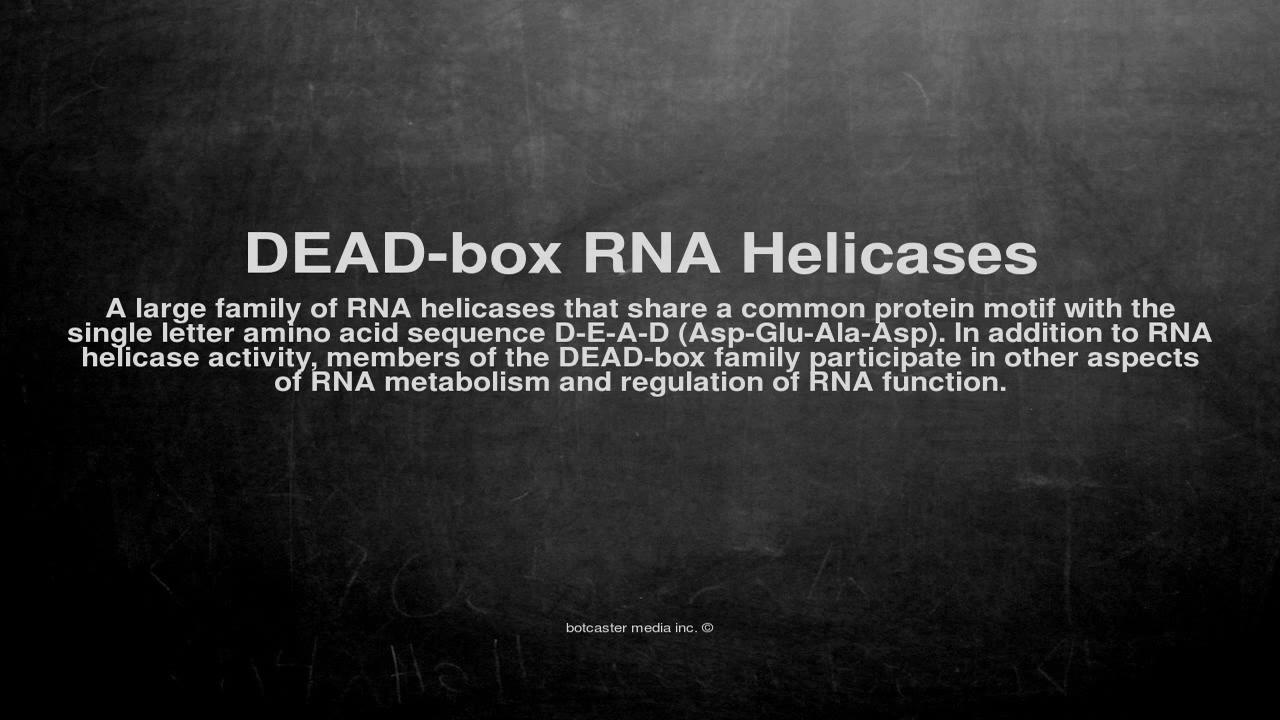 DEAD-box RNA Helicases
A large family of RNA helicases that share a common protein motif with the
single letter amino acid sequence D-E-A-D (Asp-Glu-Ala-Asp). In addition to RNA
helicase activity, members of the DEAD-box family participate in other aspects
of RNA metabolism and regulation of RNA function.
botcaster media inc. ©